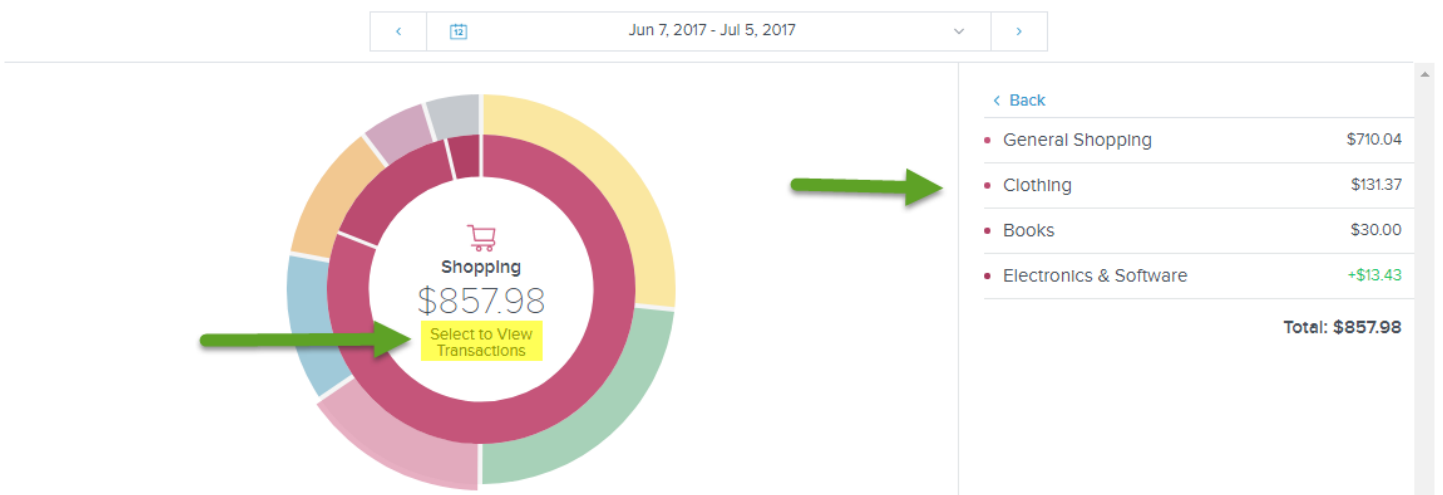 12
Jun 7, 2017 - Jul 5, 2017
Back
General Shopping $710.04
Clothing $131.37
Books $30.00
Electronics & Software +$13.43
Total: $857.98
Shopping
$857.98
Select to View
Transactions